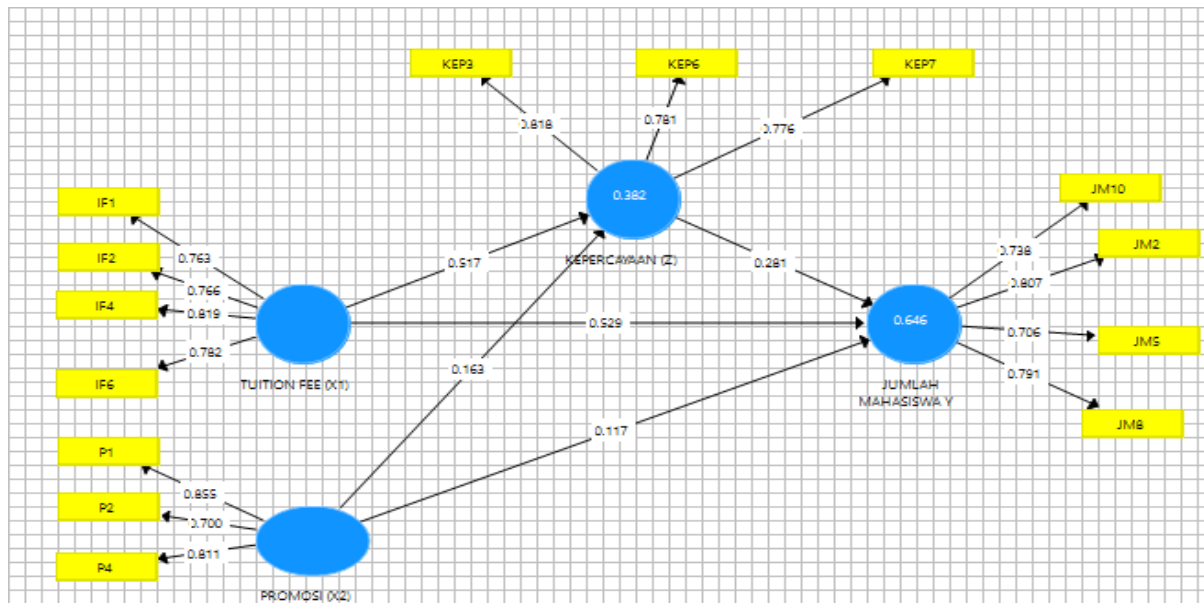 KEP3
KEP6
KEP7
0.818
0.781
0.776
0.382
KEPERCAYAAN (Z)
IF1
IF2
IF4
IF6
0.763
0.766
0.819
0.782
TUITION FEE (X1)
0.517
0.281
0.529
0.163
0.117
JM10
JM2
JM5
JM8
0.738
0.807
0.706
0.791
0.646
JUMLAH
MAHASISWA Y
P1
P2
P4
0.855
0.700
0.811
PROMOSI (X2)